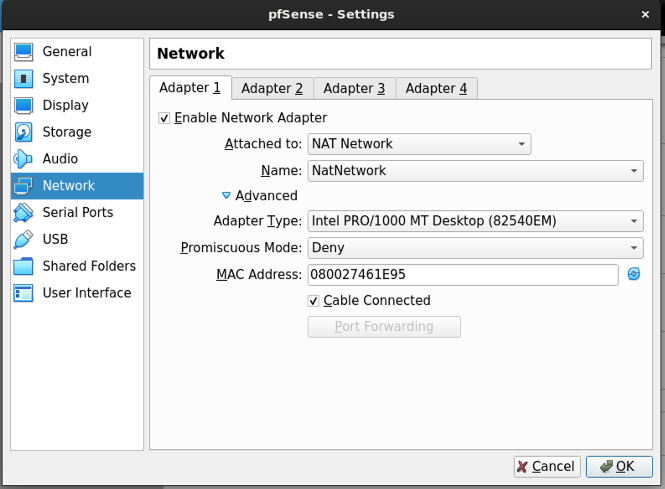 pfSense - Settings
General
System
Display
Storage
Audio
Network
Serial Ports
USB
Shared Folders
User Interface
Network
Adapter 1 Adapter 2 Adapter 3 Adapter 4
Enable Network Adapter
Attached to: NAT Network
Name: NatNetwork
Advanced
Adapter Type: Intel PRO/1000 MT Desktop (82540EM)
Promiscuous Mode: Deny
MAC Address: 080027461E95
Cable Connected
Port Forwarding
Cancel OK